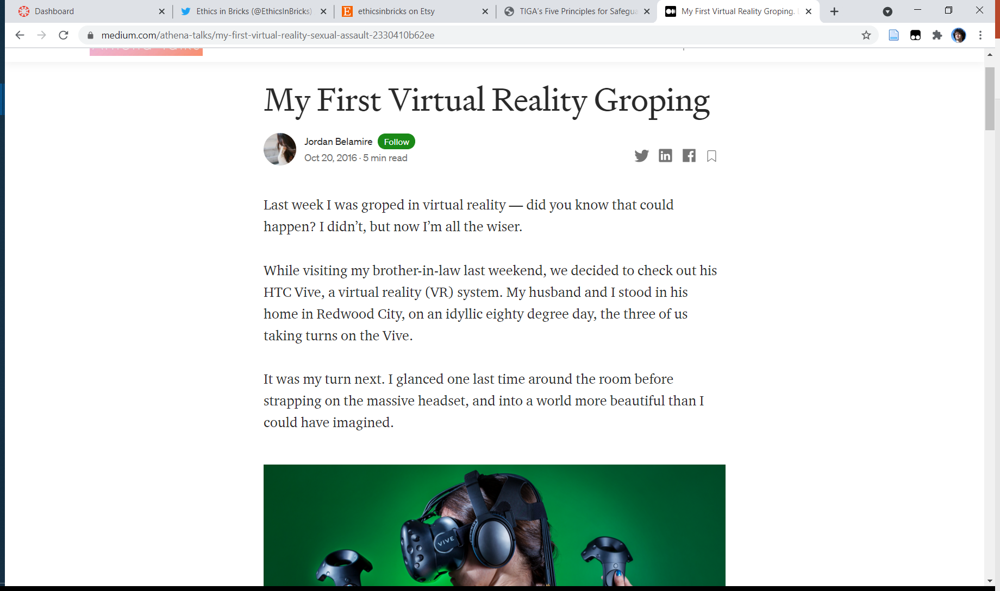 Dashboard
Ethics in Bricks (@EthicsInBricks)
ethicsinbricks on Etsy
TIGA's Five Principles for Safegua
My First Virtual Reality Groping.
medium.com/athena-talks/my-first-virtual-reality-sexual-assault-2330410b62ee
My First Virtual Reality Groping
Jordan Belamire Follow
Oct 20, 2016 · 5 min read
Last week I was groped in virtual reality — did you know that could
happen? I didn’t, but now I’m all the wiser.
While visiting my brother-in-law last weekend, we decided to check out his
HTC Vive, a virtual reality (VR) system. My husband and I stood in his
home in Redwood City, on an idyllic eighty degree day, the three of us
taking turns on the Vive.
It was my turn next. I glanced one last time around the room before
strapping on the massive headset, and into a world more beautiful than I
could have imagined.
VIVE